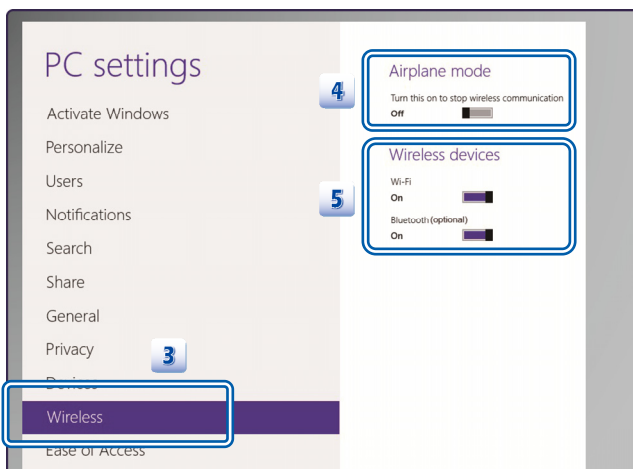 PC settings
Activate Windows
Personalize
Users
Notifications
Search
Share
General
Privacy
3
Devices
Wireless
Ease of Access
4
Airplane mode
Turn this on to stop wireless communication
Off
5
Wireless devices
Wi-Fi
On
Bluetooth (optional)
On